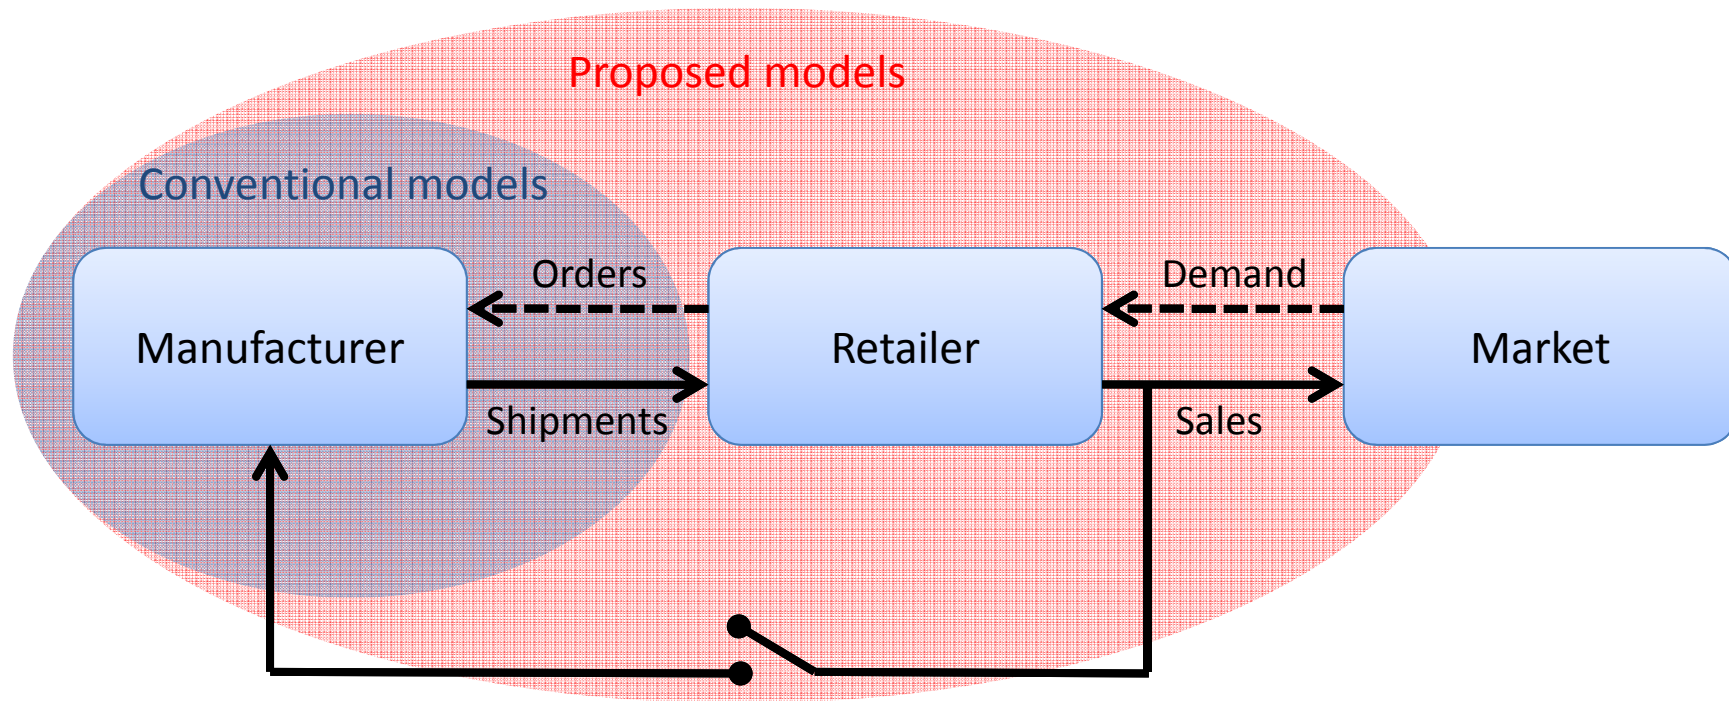 Proposed models
Conventional models
Orders
Demand
Manufacturer
Retailer
Market
Shipments
Sales